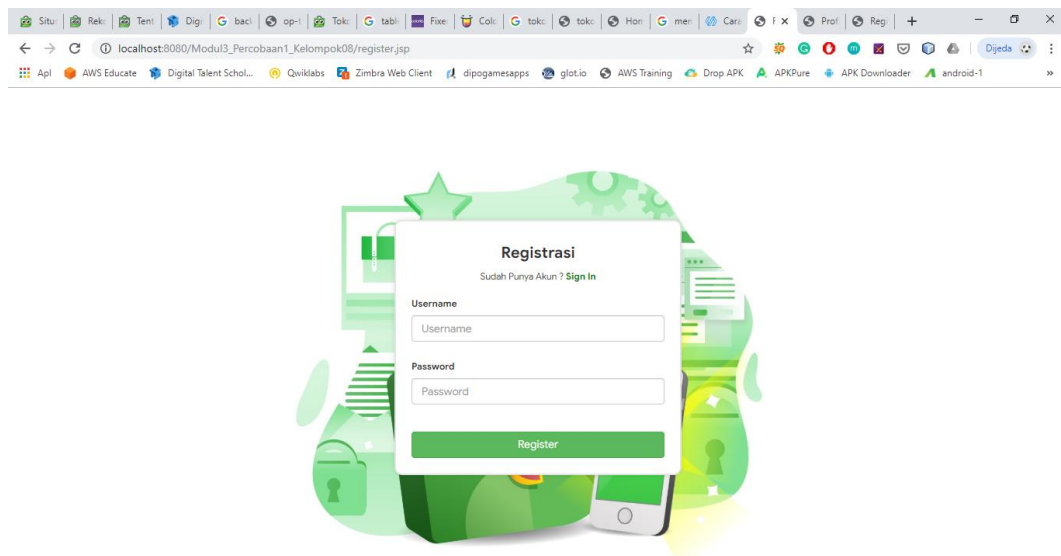 Situ Rek Tent Digi G back op-t Toko G tabl Fixe Colo G toko toko Hon G men Cara F Prof Reg
localhost:8080/Modul3_Percobaan1_Kelompok08/register.jsp Dijeda
Apl AWS Educate Digital Talent Schol... Qwiklabs Zimbra Web Client dipogamesapps glot.io AWS Training Drop APK APKPure APK Downloader android-1 »
Registrasi
Sudah Punya Akun ? Sign In
Username
Username
Password
Password
Register